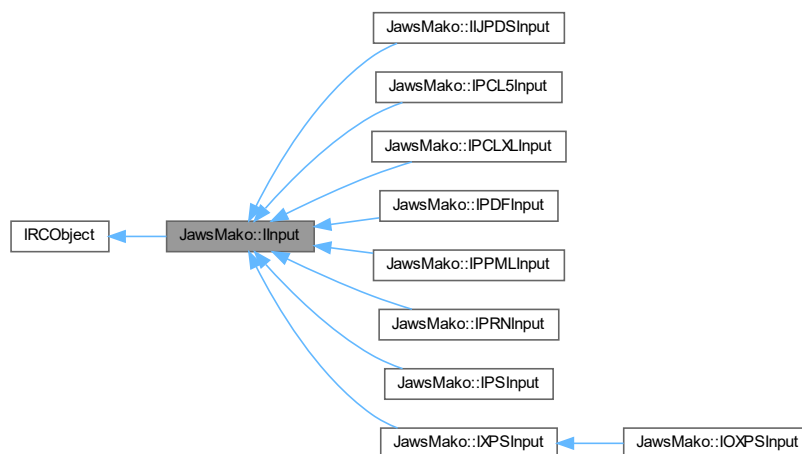 JawsMako::IIJPDSInput
JawsMako::IPCL5Input
JawsMako::IPCLXLInput
JawsMako::IPDFInput
IRCObject
JawsMako::IInput
JawsMako::IPPMLInput
JawsMako::IPRNInput
JawsMako::IPSInput
JawsMako::IXPSInput
JawsMako::IOXPSInput